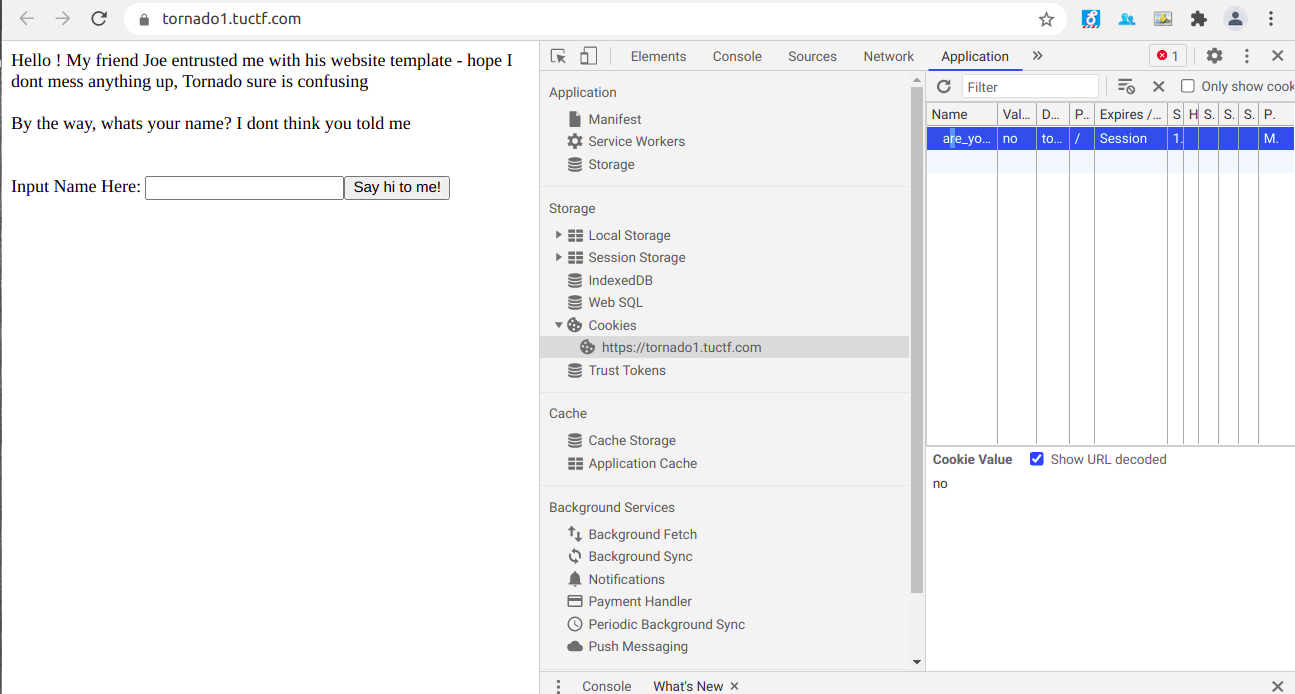 tornado1.tuctf.com
Hello ! My friend Joe entrusted me with his website template - hope I
dont mess anything up, Tornado sure is confusing
By the way, whats your name? I dont think you told me
Input Name Here:
Say hi to me!
Elements
Console
Sources
Network
Application
1
Application
Manifest
Service Workers
Storage
Storage
Local Storage
Session Storage
IndexedDB
Web SQL
Cookies
https://tornado1.tuctf.com
Trust Tokens
Cache
Cache Storage
Application Cache
Background Services
Background Fetch
Background Sync
Notifications
Payment Handler
Periodic Background Sync
Push Messaging
Filter
Only show cook
Name Val... D... P.. Expires /... S H S. S. S. P.
are_yo... no to... / Session 1. M.
Cookie Value Show URL decoded
no
Console
What's New